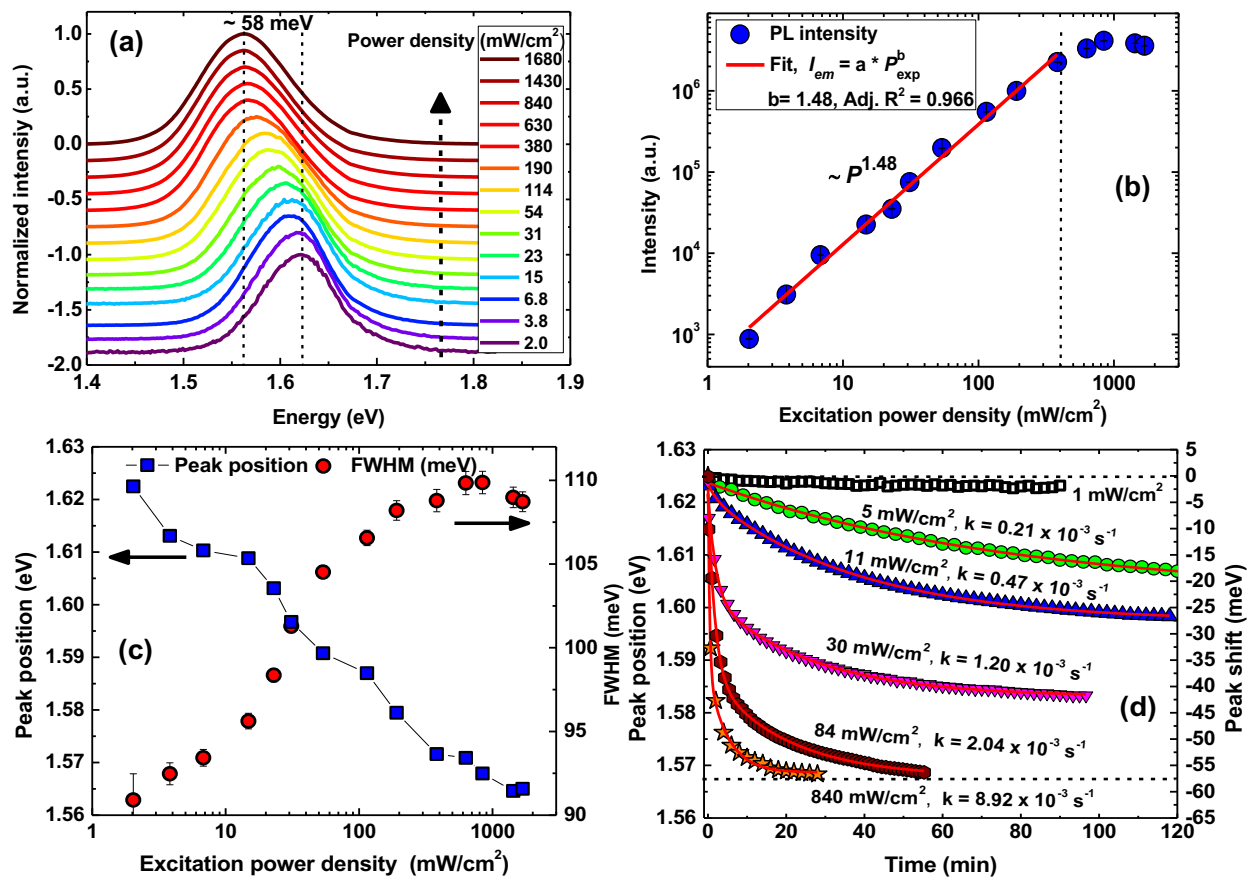 (a)
~ 58 meV
Power density (mW/cm²)
1680
1430
840
630
380
190
114
54
31
23
15
6.8
3.8
2.0
1.0
0.5
0.0
-0.5
-1.0
-1.5
-2.0
Normalized intensiy (a.u.)
1.4 1.5 1.6 1.7 1.8 1.9
Energy (eV)
PL intensity
Fit, I_em = a * P_exp^b
b= 1.48, Adj. R² = 0.966
~ P^1.48
(b)
10⁶
10⁵
10⁴
10³
Intensity (a.u.)
1 10 100 1000
Excitation power density (mW/cm²)
Peak position FWHM (meV)
(c)
1.63
1.62
1.61
1.60
1.59
1.58
1.57
1.56
Peak position (eV)
110
105
100
95
90
FWHM (meV)
1 10 100 1000
Excitation power density (mW/cm²)
1 mW/cm²
5 mW/cm², k = 0.21 x 10⁻³ s⁻¹
11 mW/cm², k = 0.47 x 10⁻³ s⁻¹
30 mW/cm², k = 1.20 x 10⁻³ s⁻¹
(d)
84 mW/cm², k = 2.04 x 10⁻³ s⁻¹
840 mW/cm², k = 8.92 x 10⁻³ s⁻¹
1.63
1.62
1.61
1.60
1.59
1.58
1.57
1.56
Peak position (eV)
5
0
-5
-10
-15
-20
-25
-30
-35
-40
-45
-50
-55
-60
-65
Peak shift (meV)
0 20 40 60 80 100 120
Time (min)